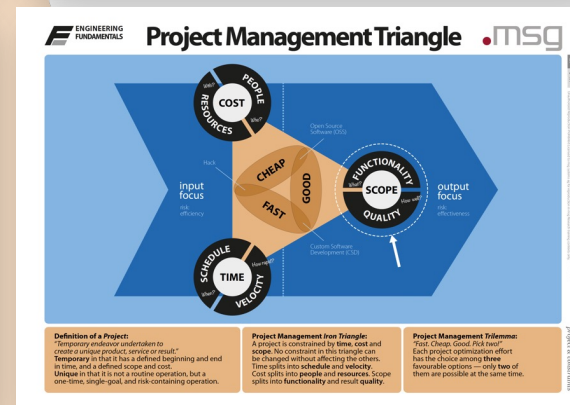 ENGINEERING
FUNDAMENTALS
Project Management Triangle
.msg
PEOPLE
RESOURCES
With?
Who?
COST
Open Source
Software (OSS)
Hack
CHEAP
GOOD
FAST
FUNCTIONALITY
What?
SCOPE
How well?
QUALITY
input
focus
risk:
efficiency
output
focus
risk:
effectiveness
Custom Software
Development (CSD)
SCHEDULE
When?
TIME
How rapid?
VELOCITY
Definition of a Project:
"Temporary endeavor undertaken to
create a unique product, service or result."
Temporary in that it has a defined beginning and end
in time, and a defined scope and cost.
Unique in that it is not a routine operation, but a
one-time, single-goal, and risk-containing operation.
Project Management Iron Triangle:
A project is constrained by time, cost and
scope. No constraint in this triangle can
be changed without affecting the others.
Time splits into schedule and velocity.
Cost splits into people and resources. Scope
splits into functionality and result quality.
Project Management Trilemma:
"Fast. Cheap. Good. Pick two!"
Each project optimization effort
has the choice among three
favourable options — only two of
them are possible at the same time.